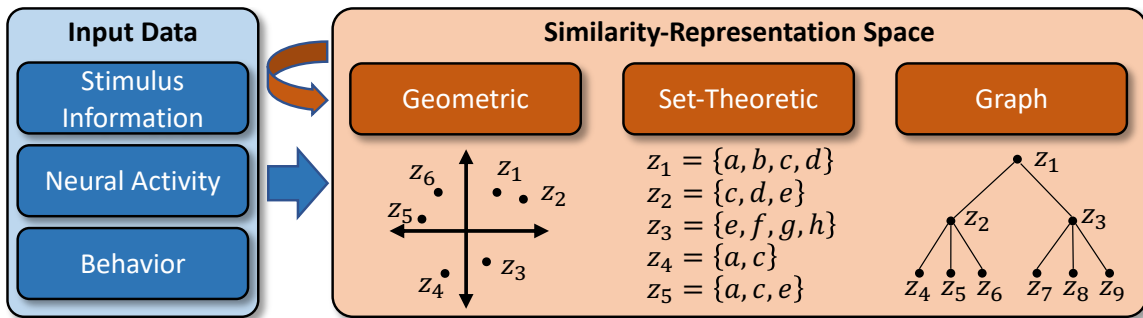 Input Data
Stimulus
Information
Neural Activity
Behavior
Similarity-Representation Space
Geometric
z₁
z₂
z₆
z₅
z₄
z₃
Set-Theoretic
z₁ = {a, b, c, d}
z₂ = {c, d, e}
z₃ = {e, f, g, h}
z₄ = {a, c}
z₅ = {a, c, e}
Graph
z₁
z₂ z₃
z₄ z₅ z₆ z₇ z₈ z₉